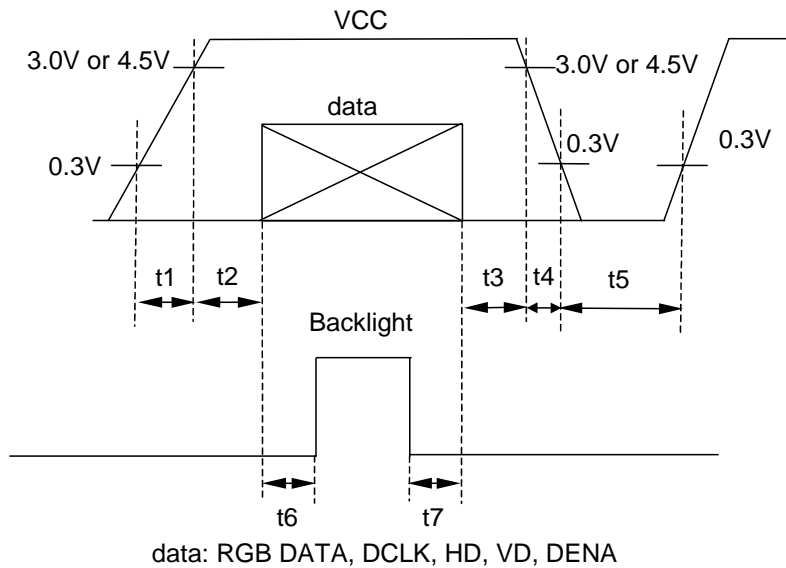 VCC
3.0V or 4.5V
3.0V or 4.5V
data
0.3V
0.3V
0.3V
t1
t2
t3
t4
t5
Backlight
t6
t7
data: RGB DATA, DCLK, HD, VD, DENA